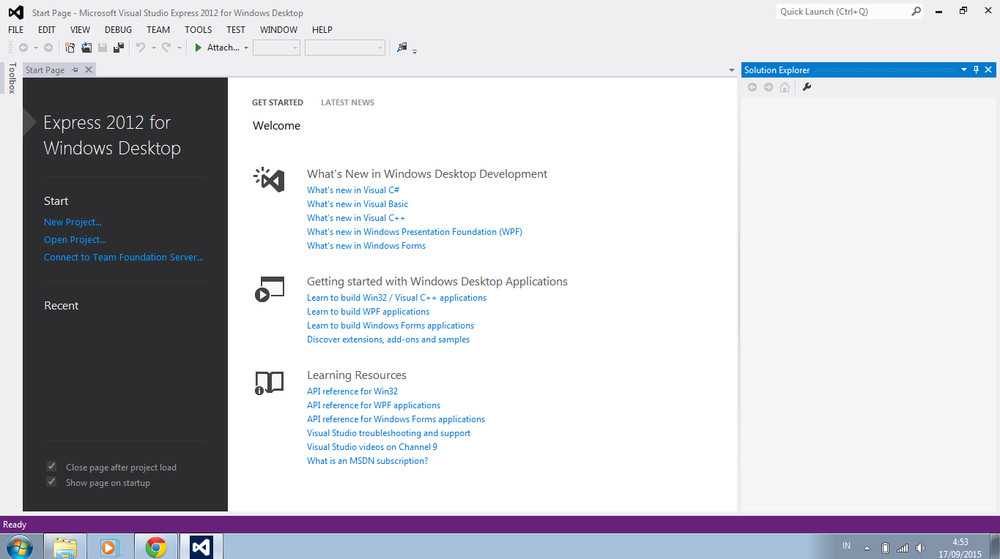 Start Page - Microsoft Visual Studio Express 2012 for Windows Desktop
Quick Launch (Ctrl+Q)
FILE EDIT VIEW DEBUG TEAM TOOLS TEST WINDOW HELP
Attach...
Toolbox
Start Page
Solution Explorer
Express 2012 for
Windows Desktop
Start
New Project...
Open Project...
Connect to Team Foundation Server...
Recent
Close page after project load
Show page on startup
GET STARTED LATEST NEWS
Welcome
What's New in Windows Desktop Development
What's new in Visual C#
What's new in Visual Basic
What's new in Visual C++
What's new in Windows Presentation Foundation (WPF)
What's new in Windows Forms
Getting started with Windows Desktop Applications
Learn to build Win32 / Visual C++ applications
Learn to build WPF applications
Learn to build Windows Forms applications
Discover extensions, add-ons and samples
Learning Resources
API reference for Win32
API reference for WPF applications
API reference for Windows Forms applications
Visual Studio troubleshooting and support
Visual Studio videos on Channel 9
What is an MSDN subscription?
Ready
IN
4:53
17/09/2015